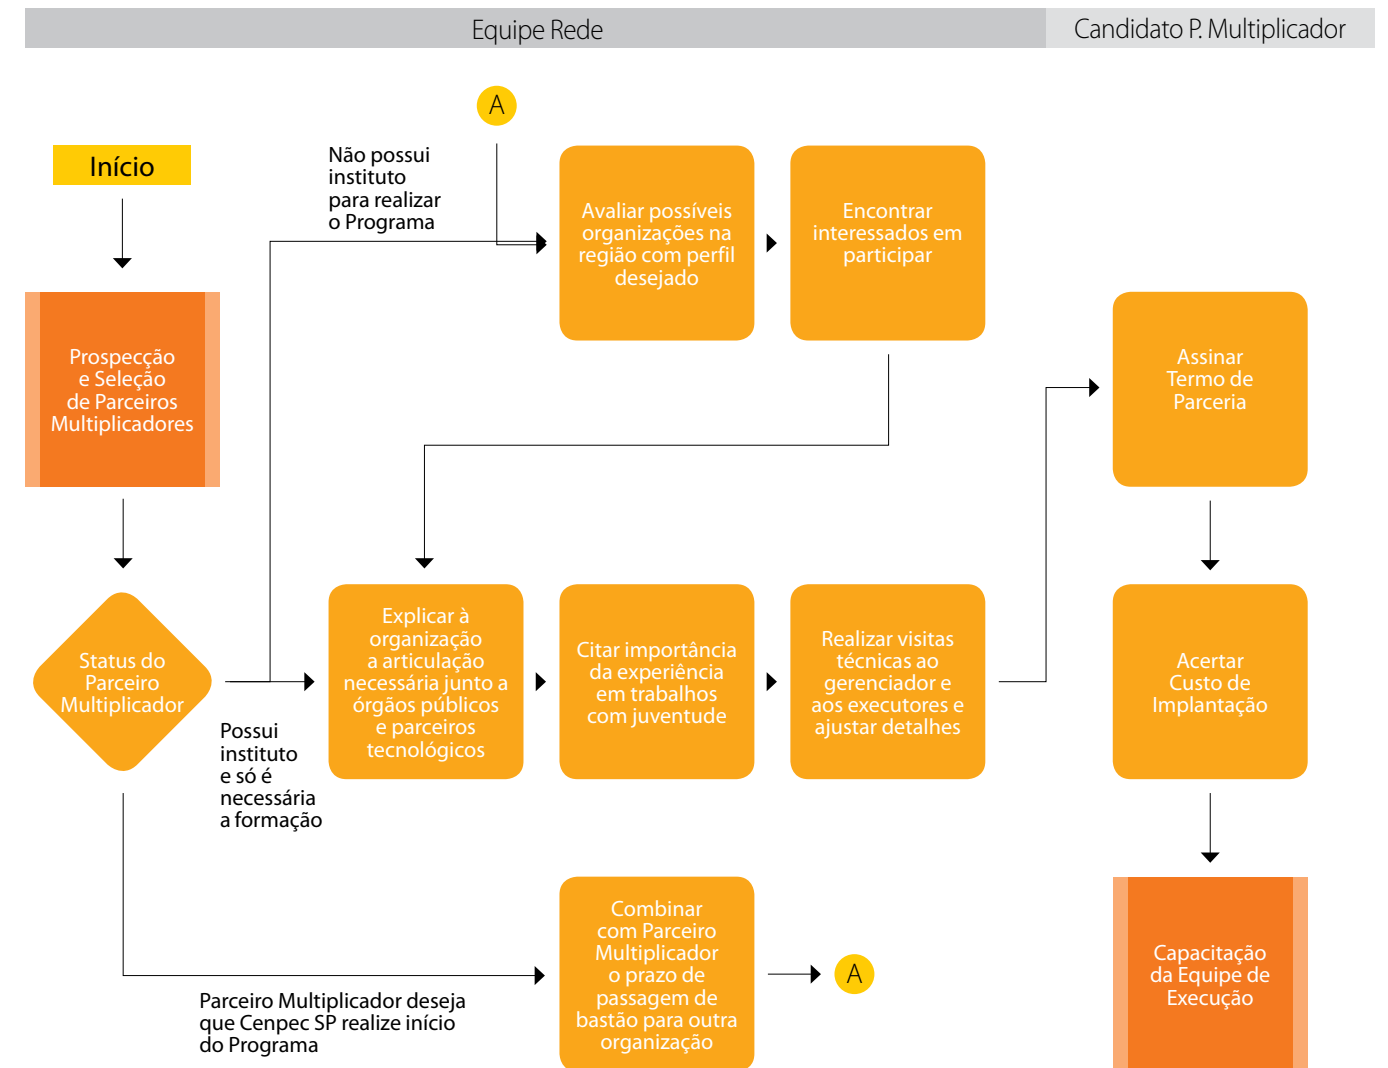 Equipe Rede
Candidato P. Multiplicador
A
Início
Não possui
instituto
para realizar
o Programa
Avaliar possíveis
organizações na
região com perfil
desejado
Encontrar
interessados em
participar
Prospecção
e Seleção
de Parceiros
Multiplicadores
Assinar
Termo de
Parceria
Status do
Parceiro
Multiplicador
Possui
instituto
e só é
necessária
a formação
Explicar à
organização
a articulação
necessária junto a
órgãos públicos
e parceiros
tecnológicos
Citar importância
da experiência
em trabalhos
com juventude
Realizar visitas
técnicas ao
gerenciador e
aos executores e
ajustar detalhes
Acertar
Custo de
Implantação
Parceiro Multiplicador deseja
que Cenpec SP realize início
do Programa
Combinar
com Parceiro
Multiplicador
o prazo de
passagem de
bastão para outra
organização
A
Capacitação
da Equipe de
Execução